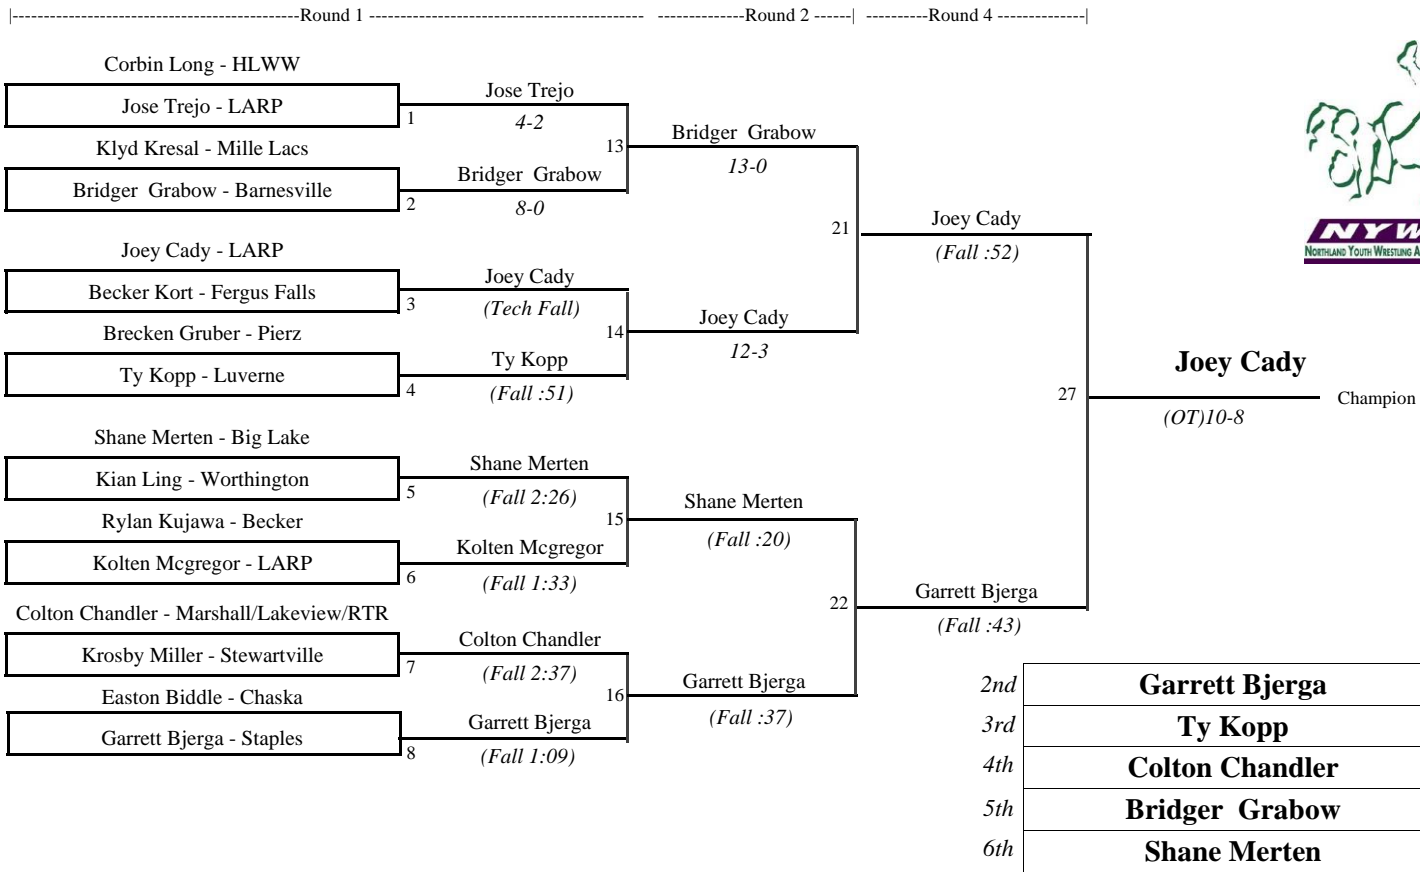 |--------------------------------------------Round 1 ------------------------------------------ --------------Round 2 ------| ----------Round 4 --------------|
Corbin Long - HLWW
Jose Trejo - LARP
1
Klyd Kresal - Mille Lacs
Bridger  Grabow - Barnesville
2
Joey Cady - LARP
Becker Kort - Fergus Falls
3
Brecken Gruber - Pierz
Ty Kopp - Luverne
4
Shane Merten - Big Lake
Kian Ling - Worthington
5
Rylan Kujawa - Becker
Kolten Mcgregor - LARP
6
Colton Chandler - Marshall/Lakeview/RTR
Krosby Miller - Stewartville
7
Easton Biddle - Chaska
Garrett Bjerga - Staples
8
Jose Trejo
4-2
13
Bridger  Grabow
8-0
Joey Cady
(Tech Fall)
14
Ty Kopp
(Fall :51)
Shane Merten
(Fall 2:26)
15
Kolten Mcgregor
(Fall 1:33)
Colton Chandler
(Fall 2:37)
16
Garrett Bjerga
(Fall 1:09)
Bridger  Grabow
13-0
21
Joey Cady
12-3
Shane Merten
(Fall :20)
22
Garrett Bjerga
(Fall :37)
Joey Cady
(Fall :52)
27
Garrett Bjerga
(Fall :43)
NYW
NORTHLAND YOUTH WRESTLING A
Joey Cady
Champion
(OT)10-8
2nd Garrett Bjerga
3rd Ty Kopp
4th Colton Chandler
5th Bridger  Grabow
6th Shane Merten